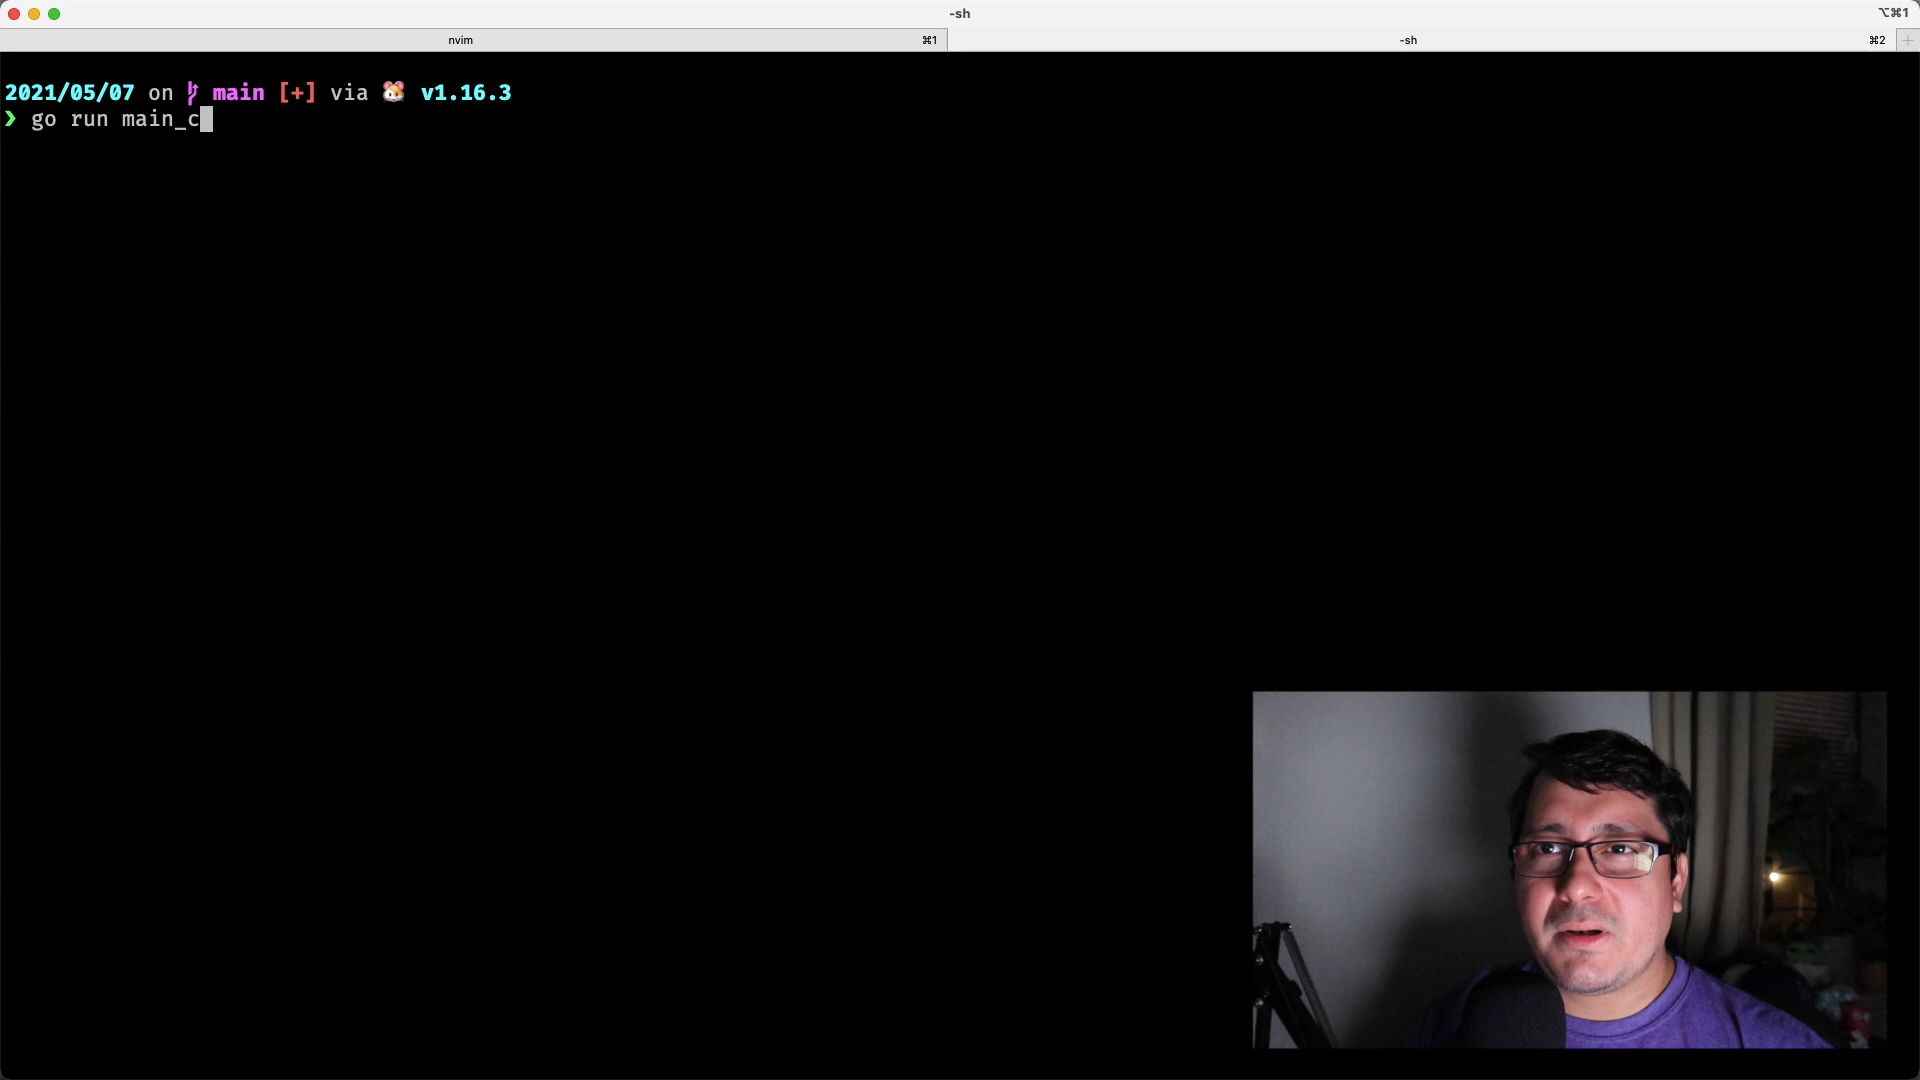 -sh
⌥⌘1
nvim ⌘1 -sh ⌘2
2021/05/07 on main [+] via 🐹 v1.16.3
❯ go run main_c